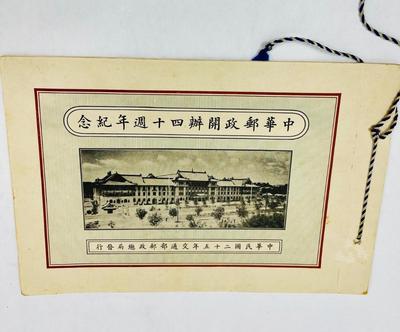 中華郵政開辦四十週年紀念
中華民國二十五年交通部郵政總局發行